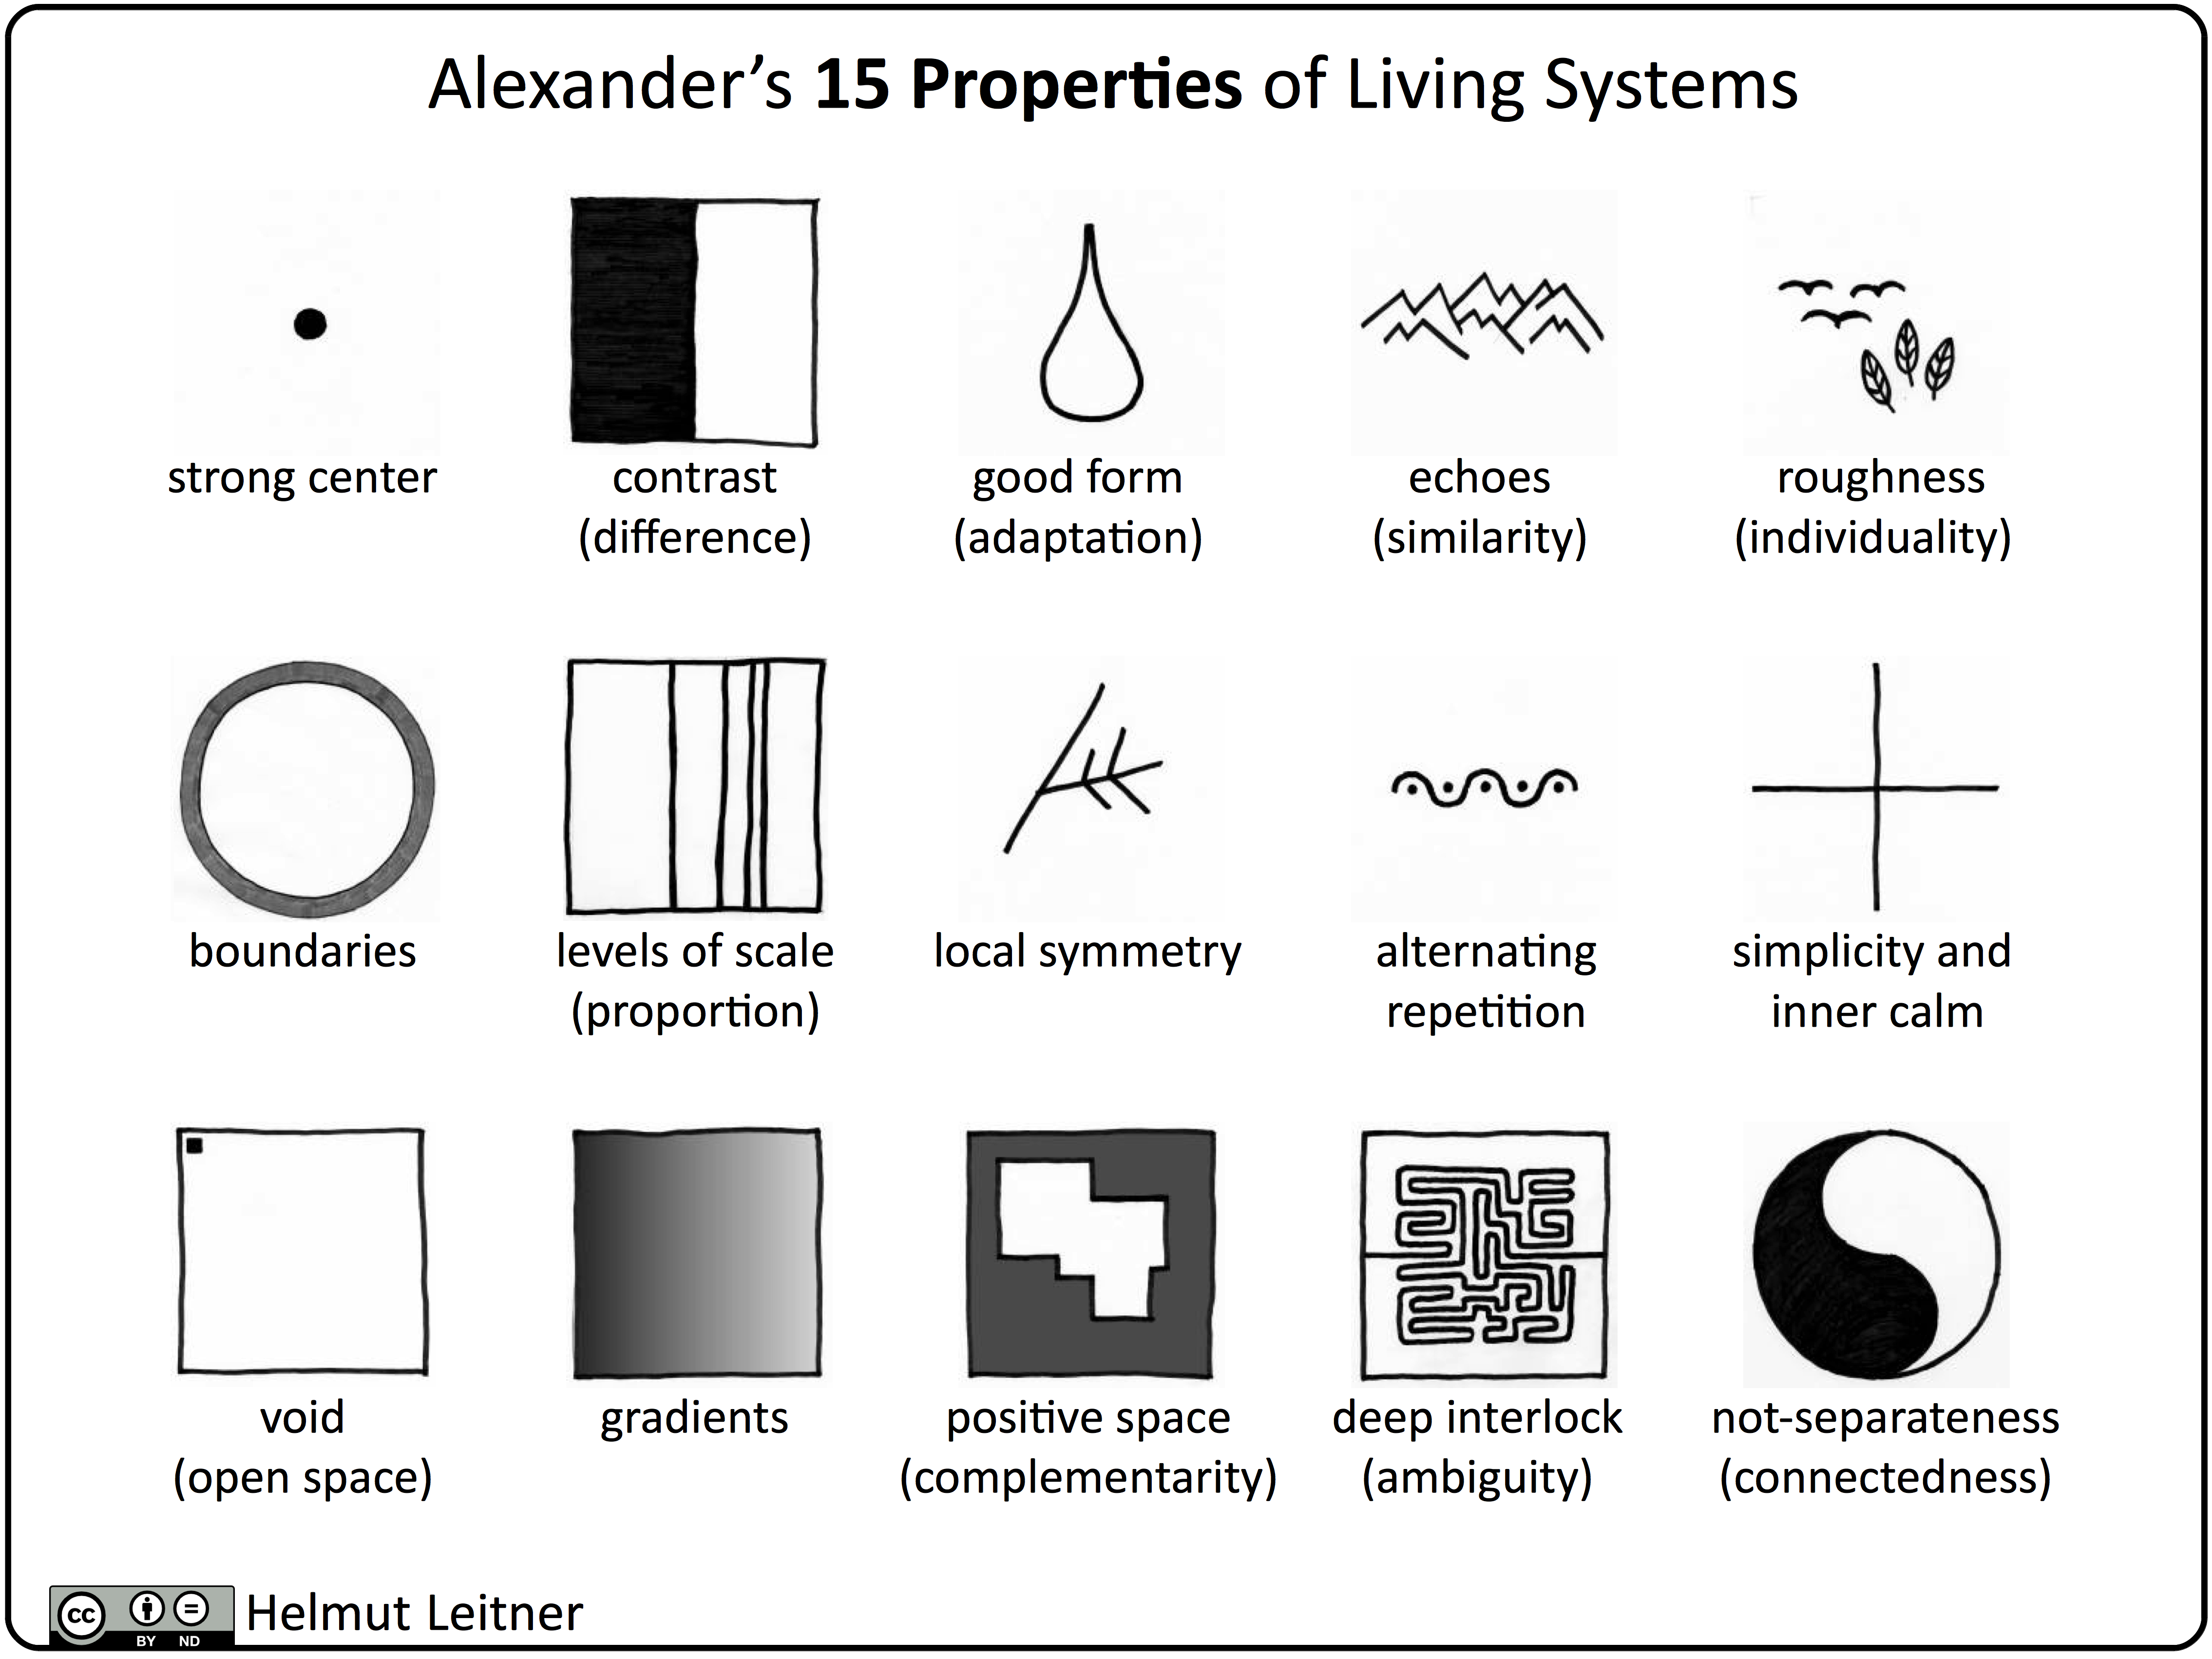 Alexander’s 15 Properties of Living Systems
strong center
contrast
(difference)
good form
(adaptation)
echoes
(similarity)
roughness
(individuality)
boundaries
levels of scale
(proportion)
local symmetry
alternating
repetition
simplicity and
inner calm
void
(open space)
gradients
positive space
(complementarity)
deep interlock
(ambiguity)
not-separateness
(connectedness)
cc
BY ND
Helmut Leitner